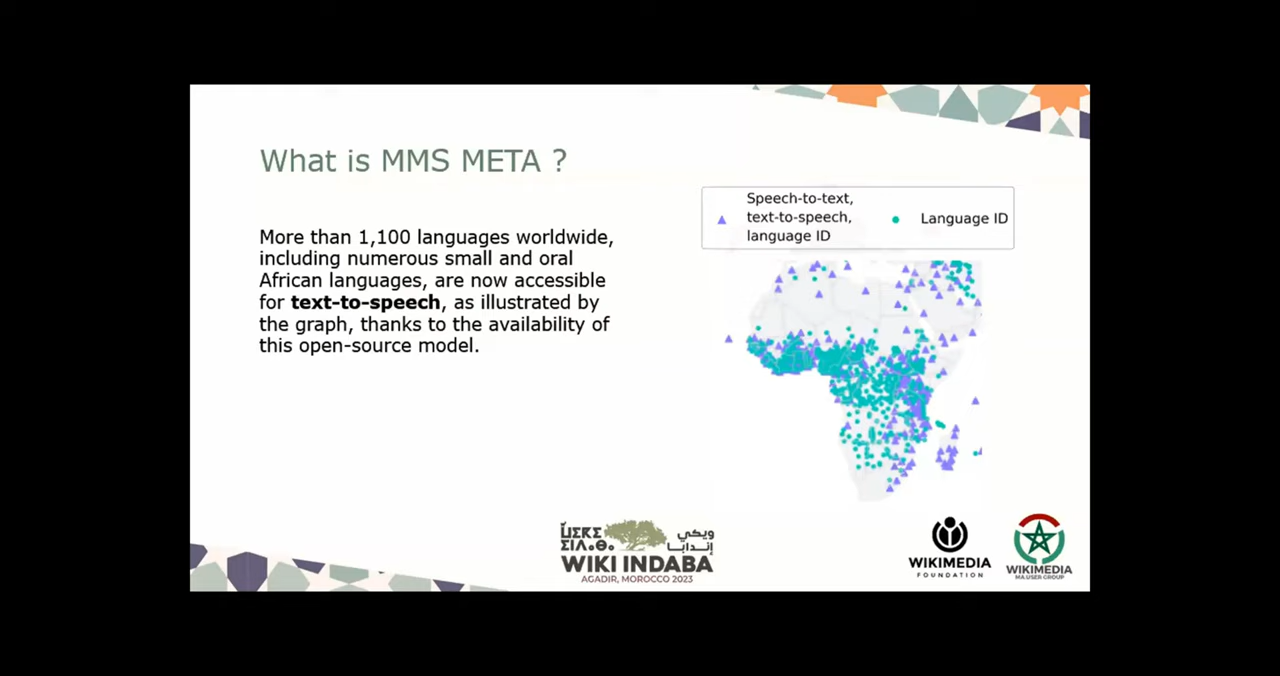 What is MMS META ?
More than 1,100 languages worldwide,
including numerous small and oral
African languages, are now accessible
for text-to-speech, as illustrated by
the graph, thanks to the availability of
this open-source model.
Speech-to-text,
text-to-speech,
language ID
Language ID
ويكي
إندابا
WIKI INDABA
AGADIR, MOROCCO 2023
WIKIMEDIA
FOUNDATION
WIKIMEDIA
MA USER GROUP